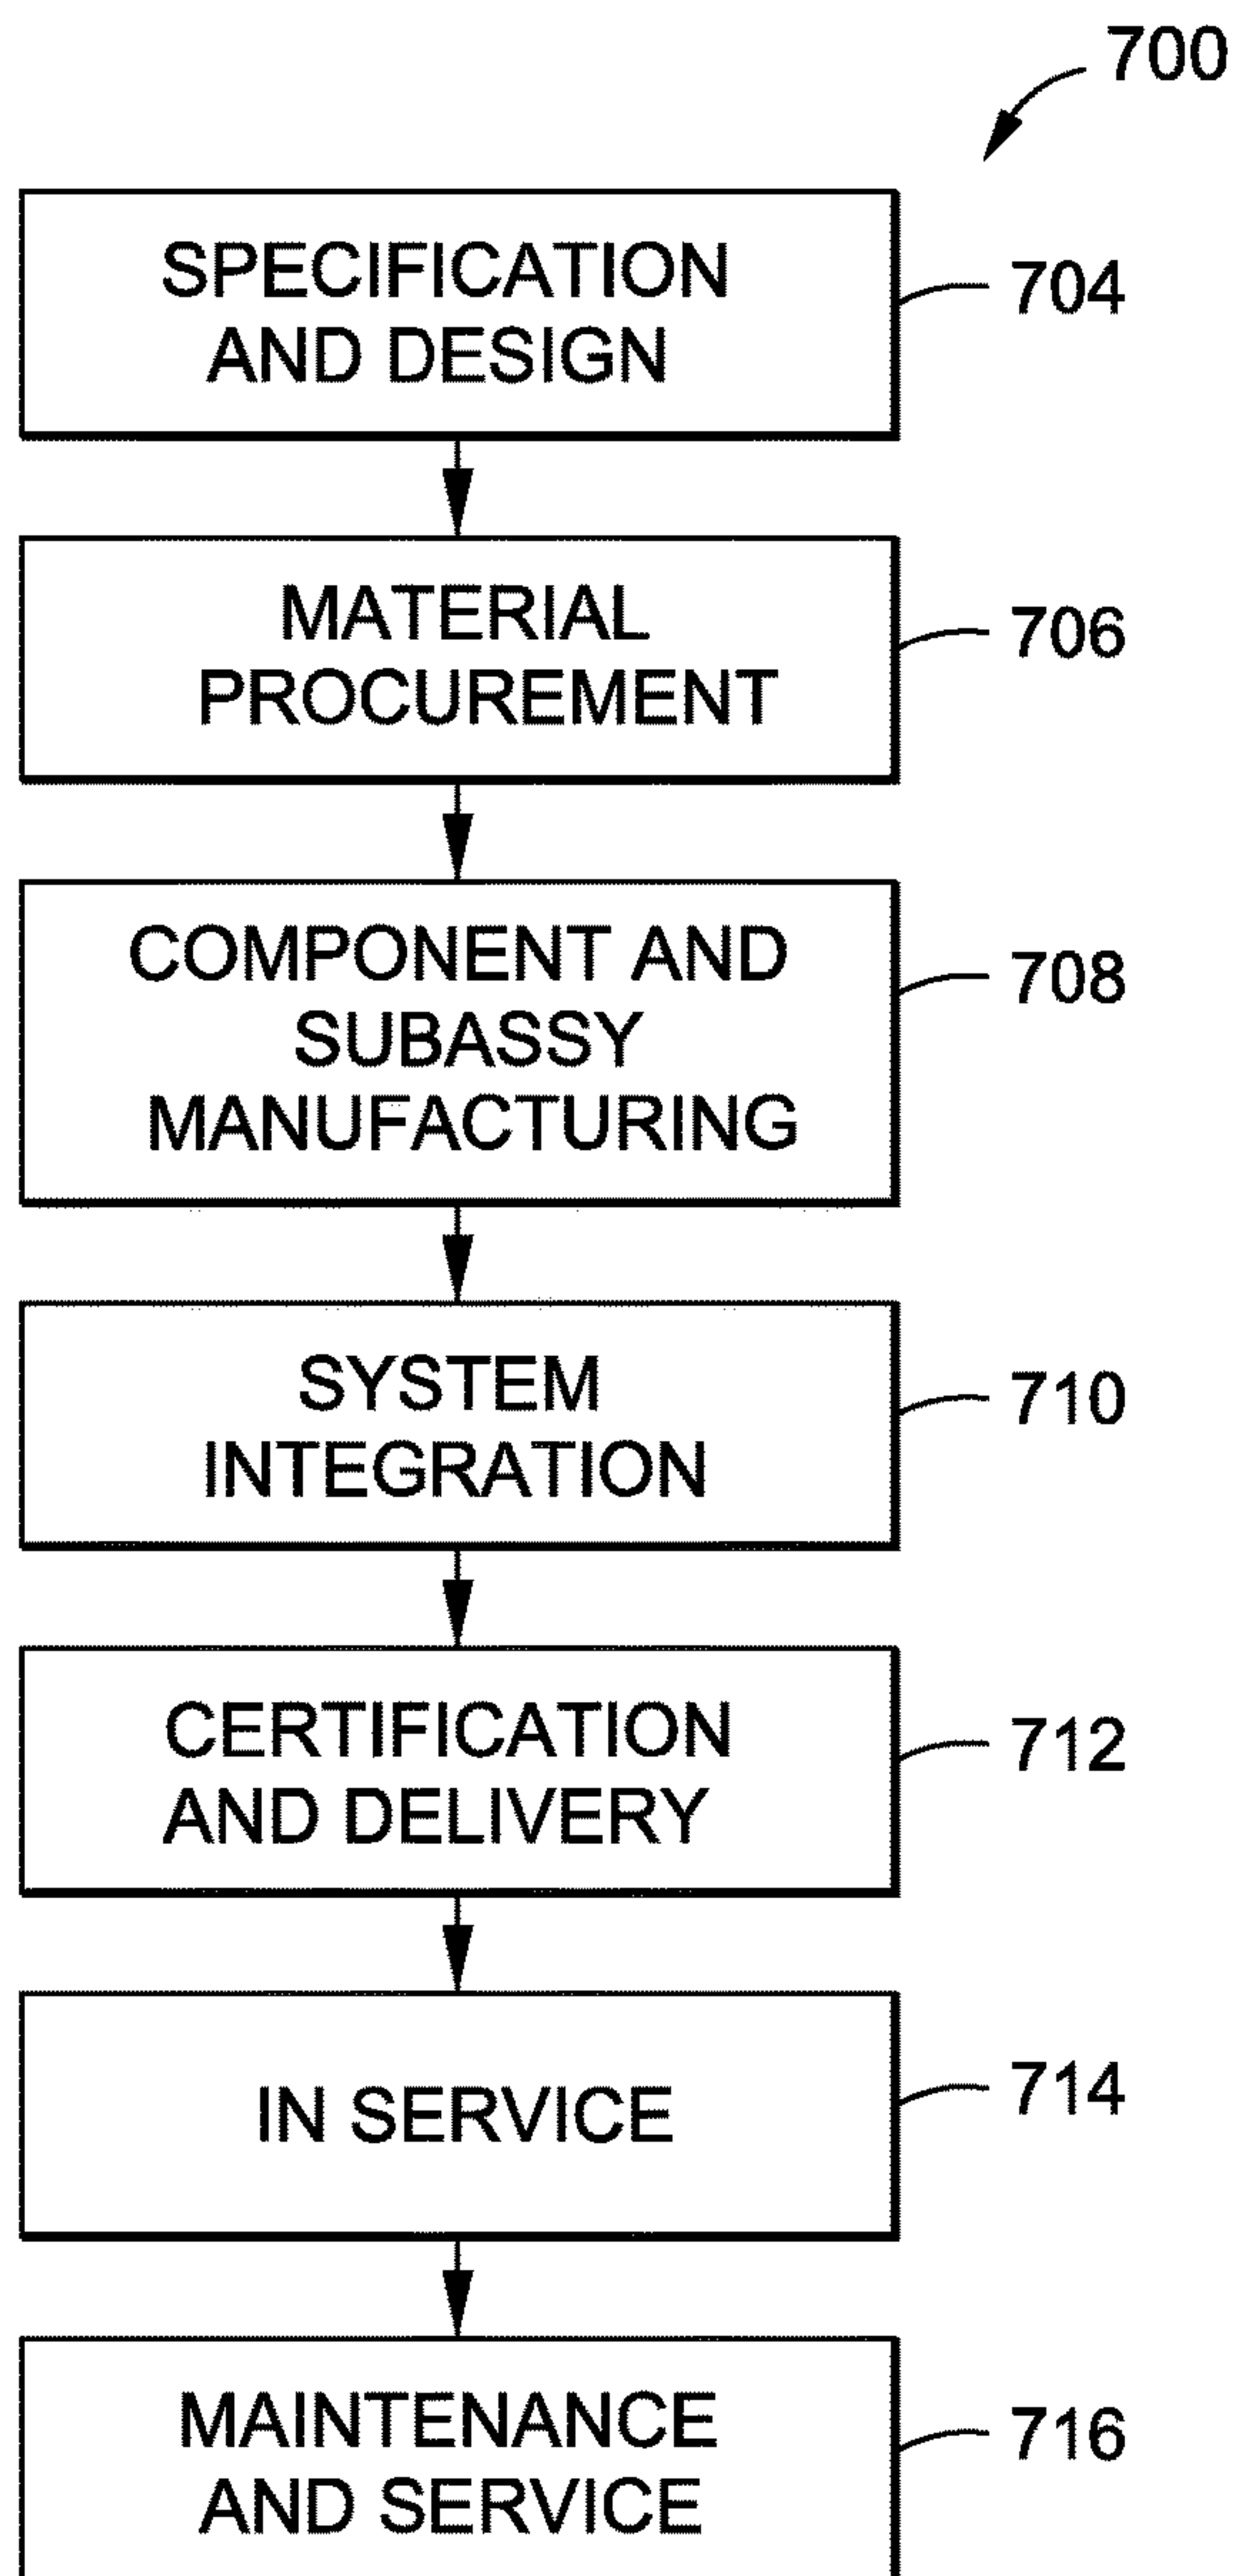 700
SPECIFICATION
AND DESIGN
704
MATERIAL
PROCUREMENT
706
COMPONENT AND
SUBASSY
MANUFACTURING
708
SYSTEM
INTEGRATION
710
CERTIFICATION
AND DELIVERY
712
IN SERVICE
714
MAINTENANCE
AND SERVICE
716